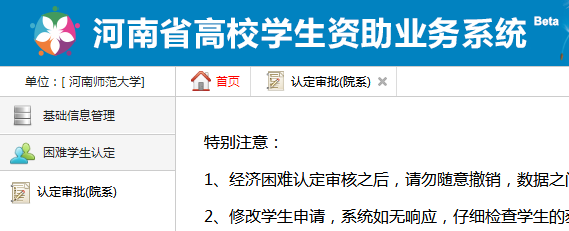 河南省高校学生资助业务系统 Beta
单位：[ 河南师范大学]
首页
认定审批(院系)
基础信息管理
困难学生认定
认定审批(院系)
特别注意：
1、经济困难认定审核之后，请勿随意撤销，数据之
2、修改学生申请，系统如无响应，仔细检查学生的